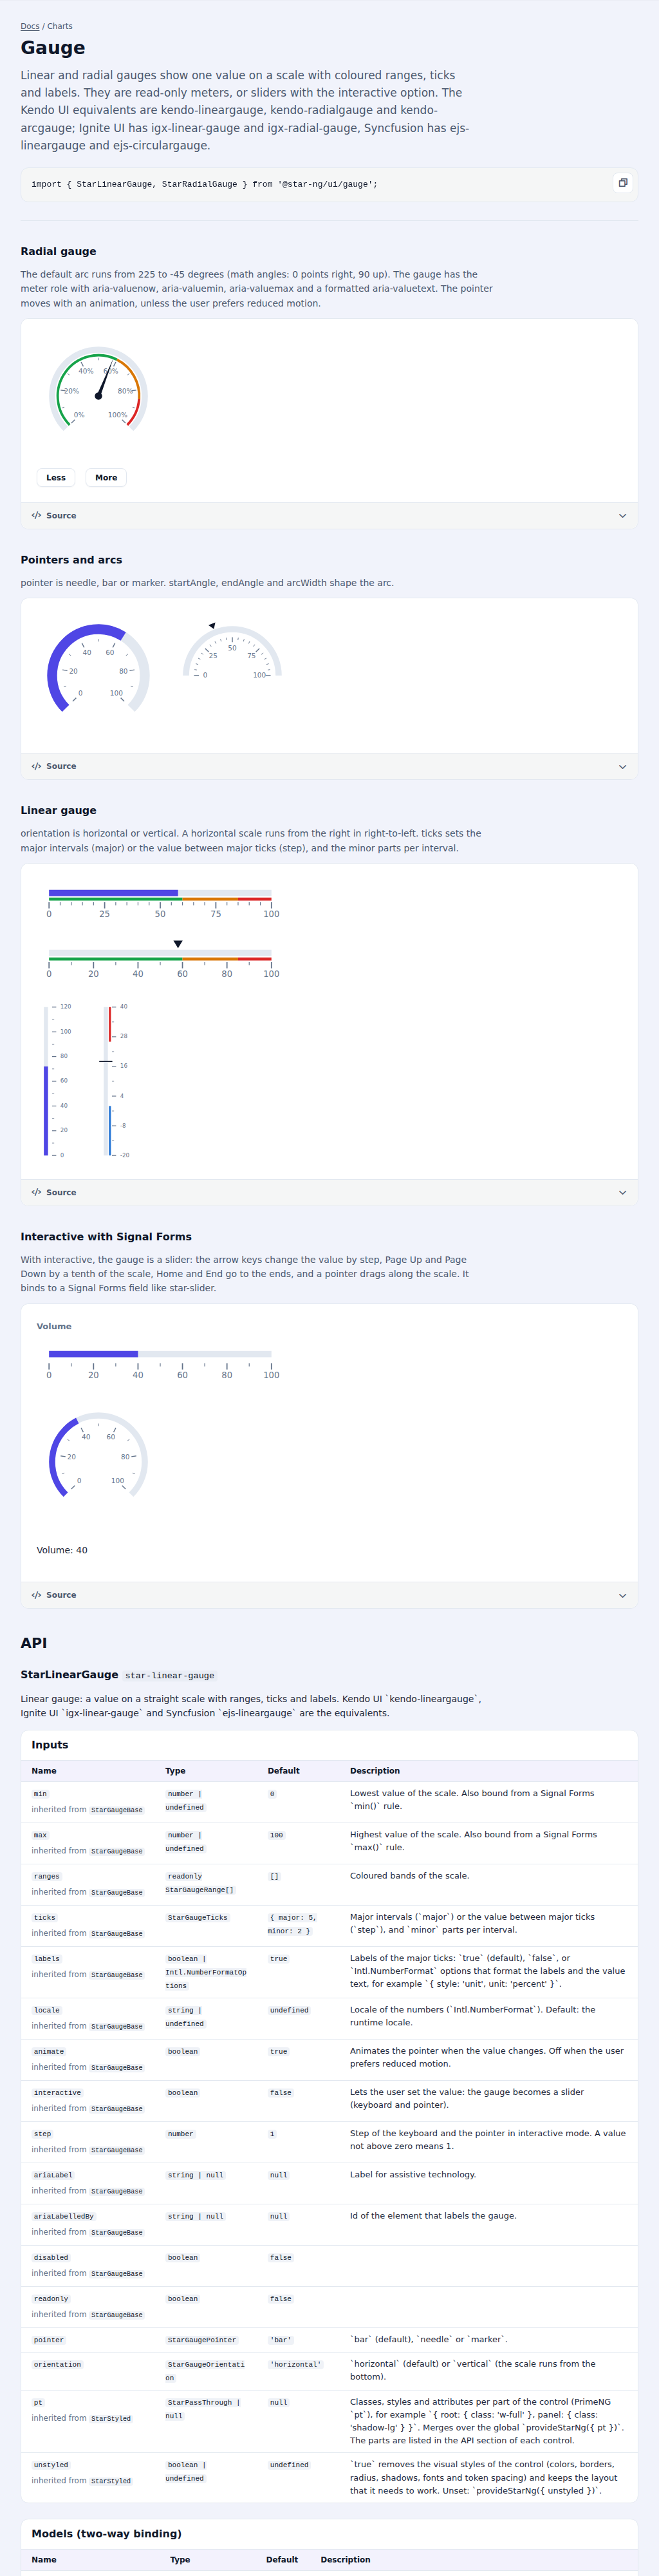 Docs / Charts
Gauge
Linear and radial gauges show one value on a scale with coloured ranges, ticks
and labels. They are read-only meters, or sliders with the interactive option. The
Kendo UI equivalents are kendo-lineargauge, kendo-radialgauge and kendo-
arcgauge; Ignite UI has igx-linear-gauge and igx-radial-gauge, Syncfusion has ejs-
lineargauge and ejs-circulargauge.
import { StarLinearGauge, StarRadialGauge } from '@star-ng/ui/gauge';
Radial gauge
The default arc runs from 225 to -45 degrees (math angles: 0 points right, 90 up). The gauge has the
meter role with aria-valuenow, aria-valuemin, aria-valuemax and a formatted aria-valuetext. The pointer
moves with an animation, unless the user prefers reduced motion.
40% 60%
20% 80%
0% 100%
Less More
</> Source
Pointers and arcs
pointer is needle, bar or marker. startAngle, endAngle and arcWidth shape the arc.
40 60
20 80
0 100
50
25 75
0 100
</> Source
Linear gauge
orientation is horizontal or vertical. A horizontal scale runs from the right in right-to-left. ticks sets the
major intervals (major) or the value between major ticks (step), and the minor parts per interval.
0 25 50 75 100
0 20 40 60 80 100
120 40
100 28
80 16
60 4
40 -8
20 -20
0
</> Source
Interactive with Signal Forms
With interactive, the gauge is a slider: the arrow keys change the value by step, Page Up and Page
Down by a tenth of the scale, Home and End go to the ends, and a pointer drags along the scale. It
binds to a Signal Forms field like star-slider.
Volume
0 20 40 60 80 100
40 60
20 80
0 100
Volume: 40
</> Source
API
StarLinearGauge star-linear-gauge
Linear gauge: a value on a straight scale with ranges, ticks and labels. Kendo UI `kendo-lineargauge`,
Ignite UI `igx-linear-gauge` and Syncfusion `ejs-lineargauge` are the equivalents.
Inputs
Name Type Default Description
min number | 0 Lowest value of the scale. Also bound from a Signal Forms
inherited from StarGaugeBase undefined `min()` rule.
max number | 100 Highest value of the scale. Also bound from a Signal Forms
inherited from StarGaugeBase undefined `max()` rule.
ranges readonly [] Coloured bands of the scale.
inherited from StarGaugeBase StarGaugeRange[]
ticks StarGaugeTicks { major: 5, Major intervals (`major`) or the value between major ticks
inherited from StarGaugeBase minor: 2 } (`step`), and `minor` parts per interval.
labels boolean | true Labels of the major ticks: `true` (default), `false`, or
inherited from StarGaugeBase Intl.NumberFormatOp `Intl.NumberFormat` options that format the labels and the value
tions text, for example `{ style: 'unit', unit: 'percent' }`.
locale string | undefined Locale of the numbers (`Intl.NumberFormat`). Default: the
inherited from StarGaugeBase undefined runtime locale.
animate boolean true Animates the pointer when the value changes. Off when the user
inherited from StarGaugeBase prefers reduced motion.
interactive boolean false Lets the user set the value: the gauge becomes a slider
inherited from StarGaugeBase (keyboard and pointer).
step number 1 Step of the keyboard and the pointer in interactive mode. A value
inherited from StarGaugeBase not above zero means 1.
ariaLabel string | null null Label for assistive technology.
inherited from StarGaugeBase
ariaLabelledBy string | null null Id of the element that labels the gauge.
inherited from StarGaugeBase
disabled boolean false
inherited from StarGaugeBase
readonly boolean false
inherited from StarGaugeBase
pointer StarGaugePointer 'bar' `bar` (default), `needle` or `marker`.
orientation StarGaugeOrientati 'horizontal' `horizontal` (default) or `vertical` (the scale runs from the
on bottom).
pt StarPassThrough | null Classes, styles and attributes per part of the control (PrimeNG
inherited from StarStyled null `pt`), for example `{ root: { class: 'w-full' }, panel: { class:
'shadow-lg' } }`. Merges over the global `provideStarNg({ pt })`.
The parts are listed in the API section of each control.
unstyled boolean | undefined `true` removes the visual styles of the control (colors, borders,
inherited from StarStyled undefined radius, shadows, fonts and token spacing) and keeps the layout
that it needs to work. Unset: `provideStarNg({ unstyled })`.
Models (two-way binding)
Name Type Default Description